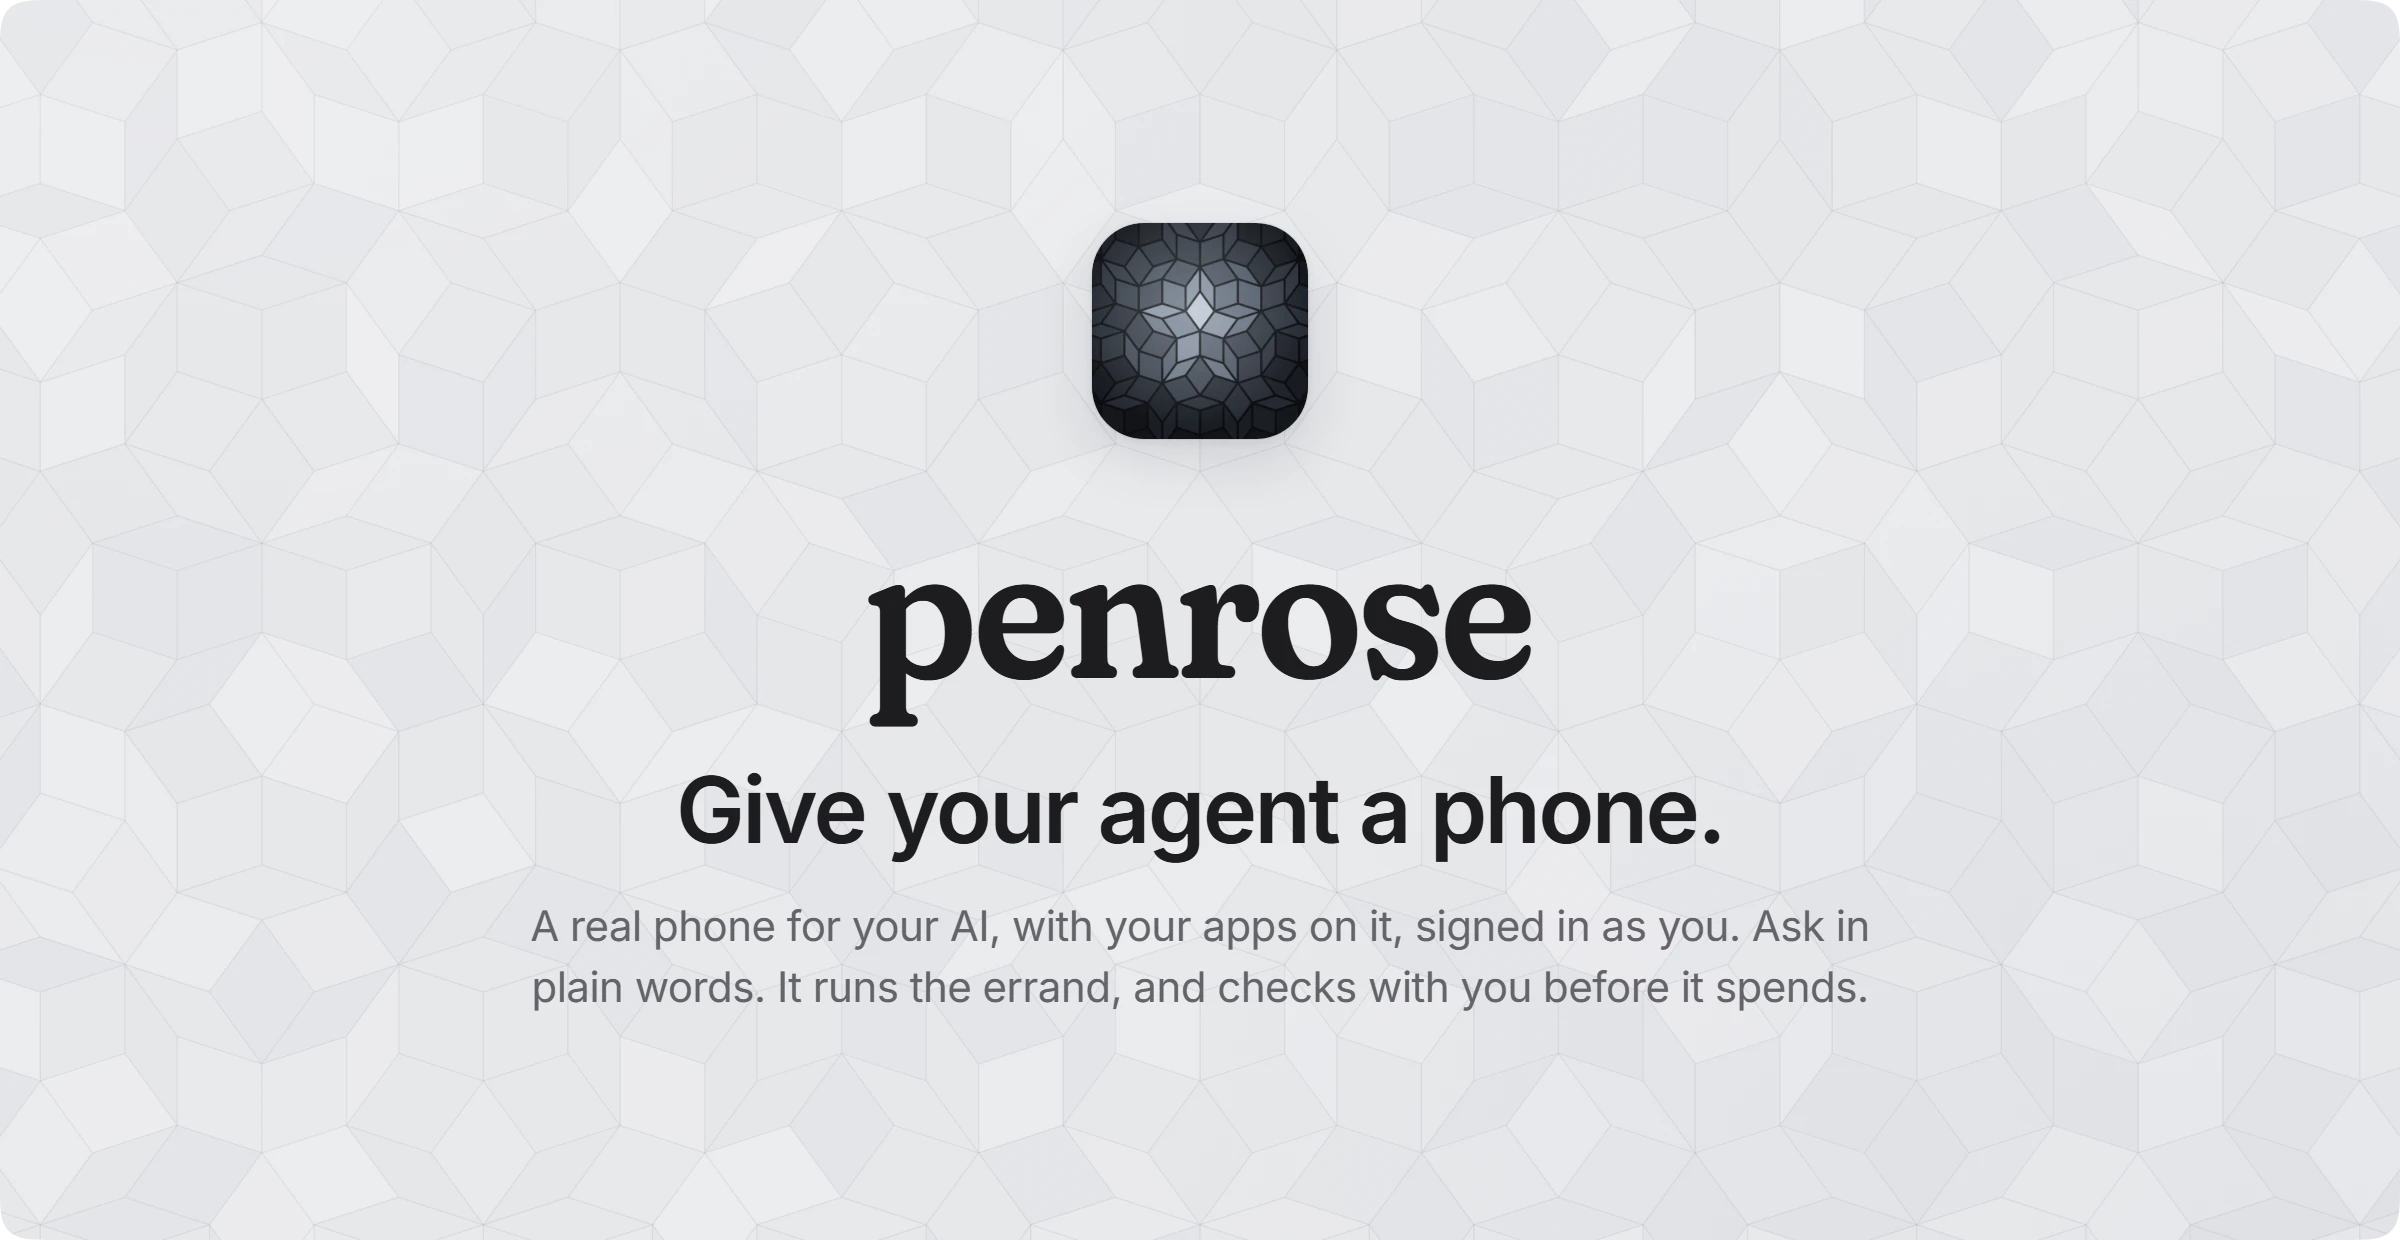 penrose
Give your agent a phone.
A real phone for your AI, with your apps on it, signed in as you. Ask in
plain words. It runs the errand, and checks with you before it spends.